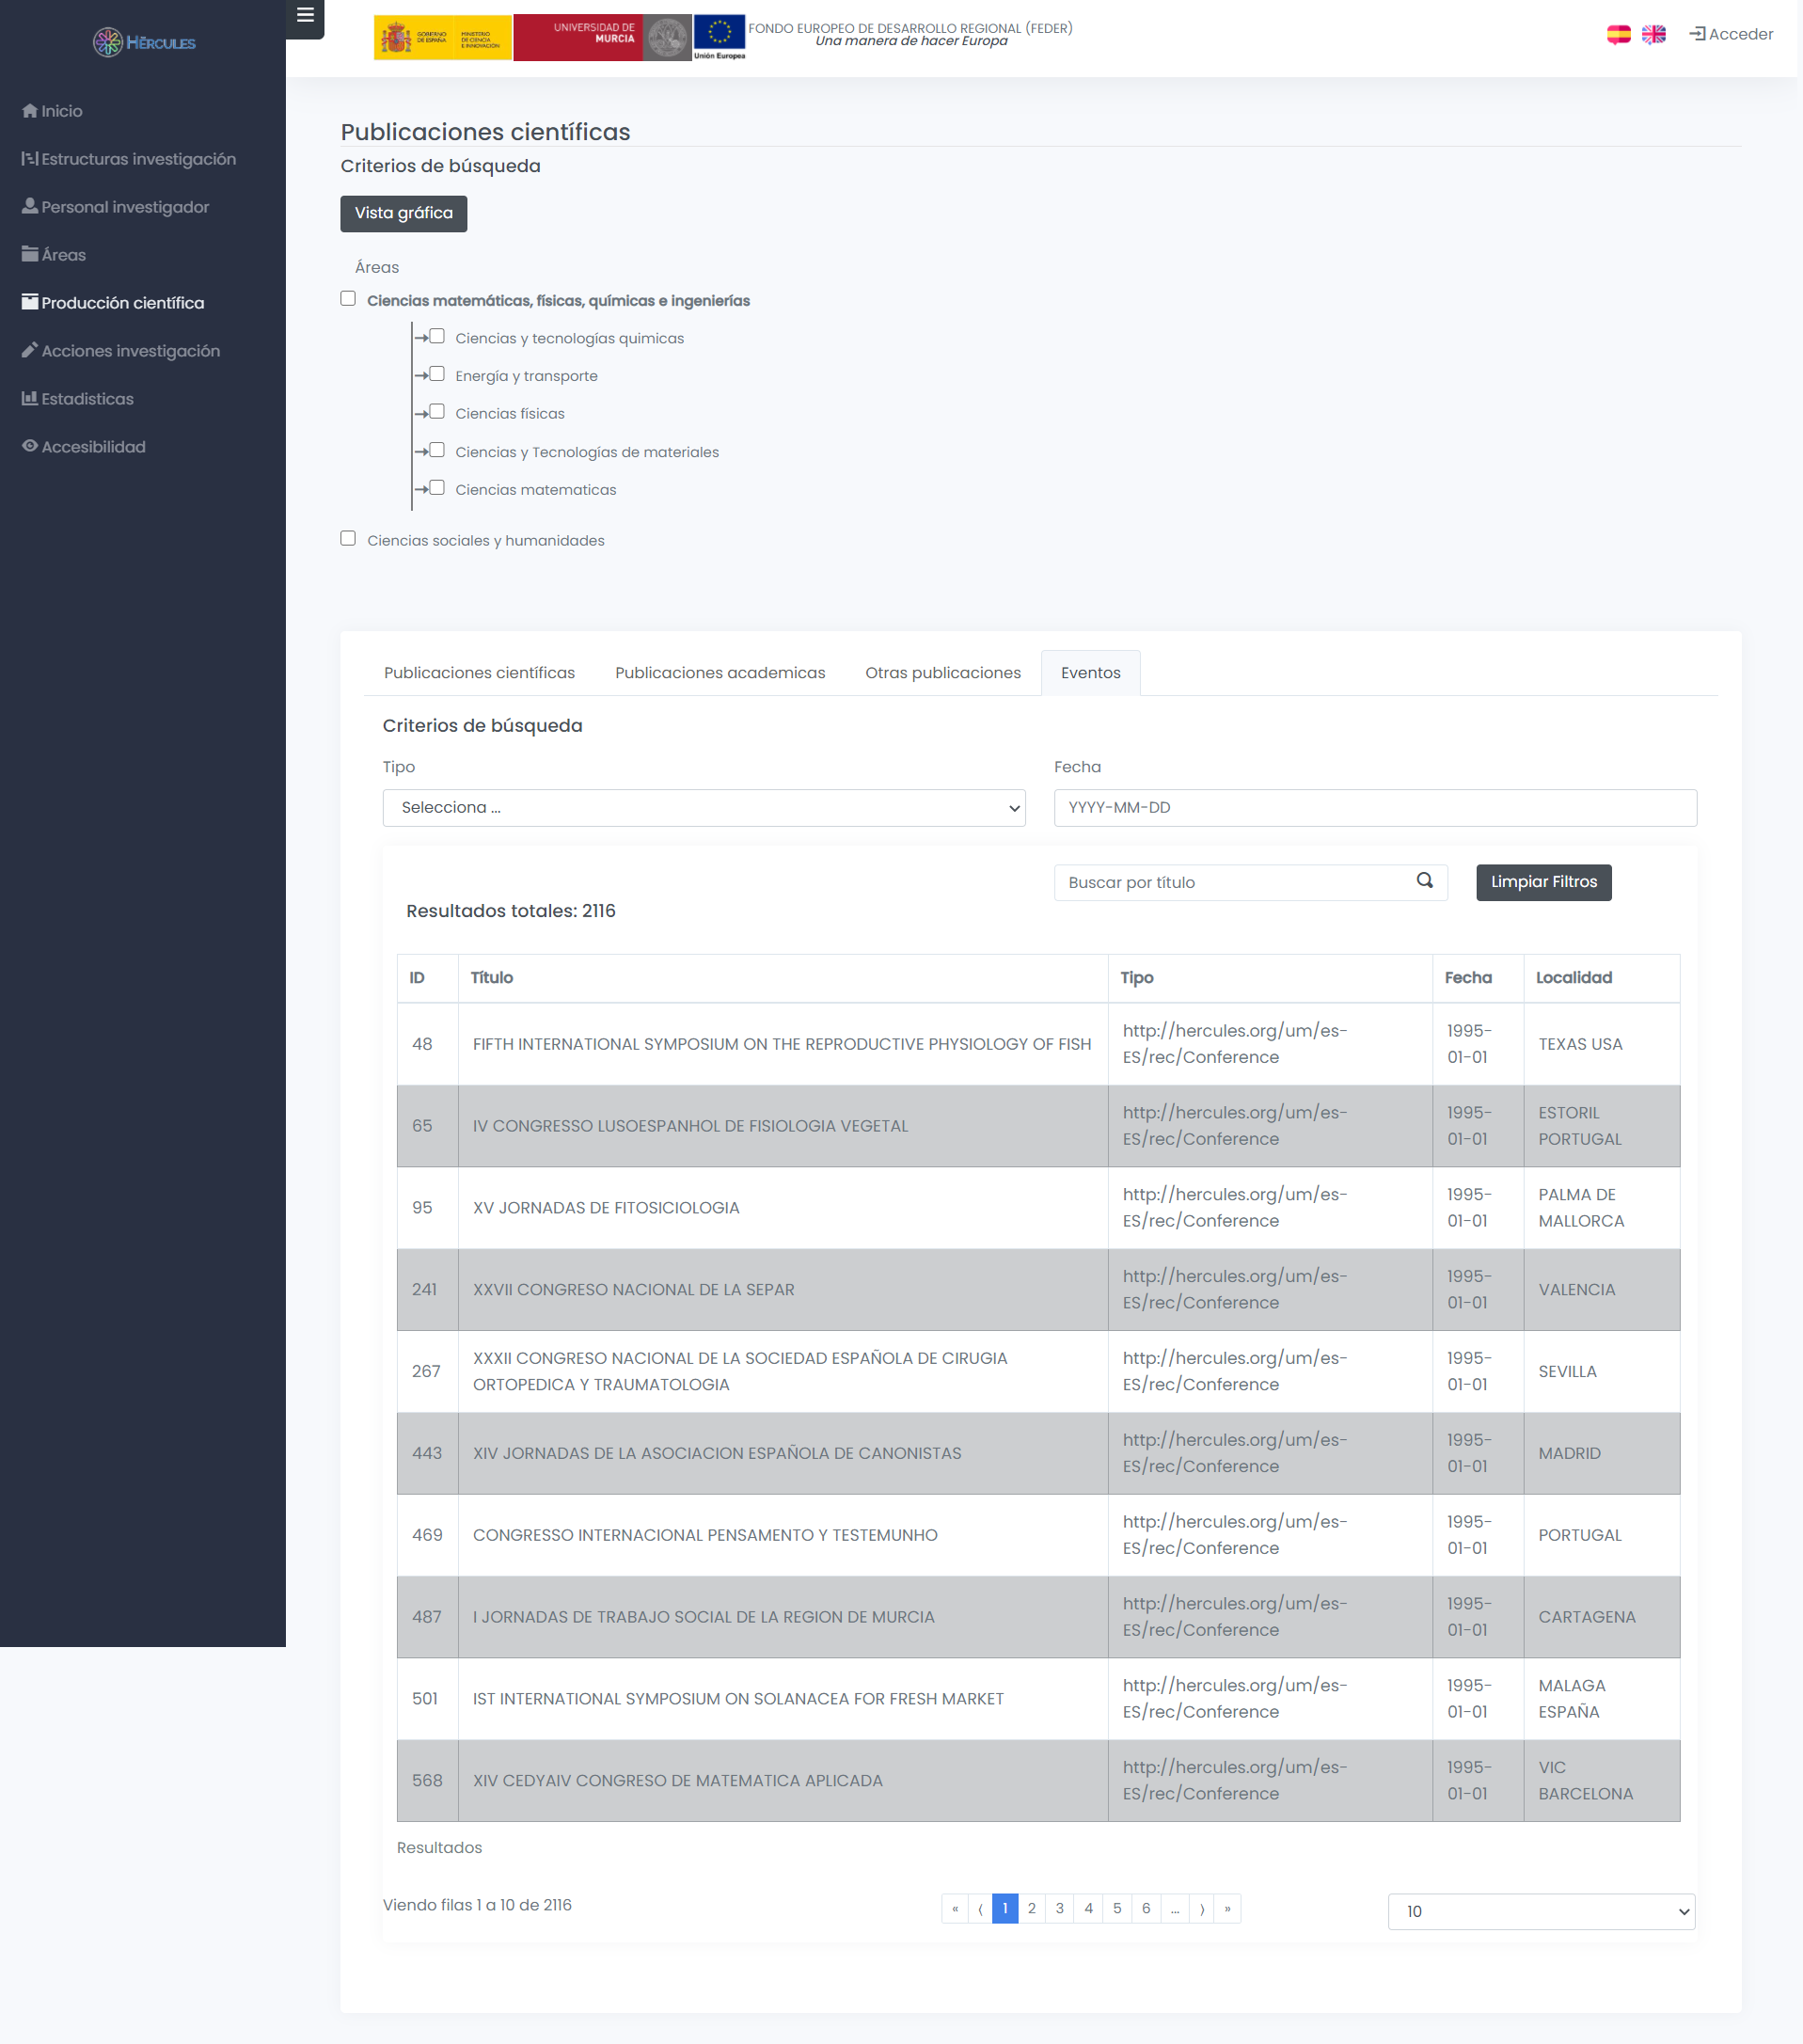 HĒRCULES
Inicio
Estructuras investigación
Personal investigador
Áreas
Producción científica
Acciones investigación
Estadisticas
Accesibilidad
GOBIERNO
DE ESPAÑA
MINISTERIO
DE CIENCIA
E INNOVACIÓN
UNIVERSIDAD DE
MURCIA
Unión Europea
FONDO EUROPEO DE DESARROLLO REGIONAL (FEDER)
Una manera de hacer Europa
Acceder
Publicaciones científicas
Criterios de búsqueda
Vista gráfica
Áreas
Ciencias matemáticas, físicas, químicas e ingenierías
Ciencias y tecnologías quimicas
Energía y transporte
Ciencias físicas
Ciencias y Tecnologías de materiales
Ciencias matematicas
Ciencias sociales y humanidades
Publicaciones científicas Publicaciones academicas Otras publicaciones Eventos
Criterios de búsqueda
Tipo Fecha
Selecciona ... YYYY-MM-DD
Buscar por título Limpiar Filtros
Resultados totales: 2116
ID Título Tipo Fecha Localidad
48 FIFTH INTERNATIONAL SYMPOSIUM ON THE REPRODUCTIVE PHYSIOLOGY OF FISH http://hercules.org/um/es-
ES/rec/Conference 1995-
01-01 TEXAS USA
65 IV CONGRESSO LUSOESPANHOL DE FISIOLOGIA VEGETAL http://hercules.org/um/es-
ES/rec/Conference 1995-
01-01 ESTORIL
PORTUGAL
95 XV JORNADAS DE FITOSICIOLOGIA http://hercules.org/um/es-
ES/rec/Conference 1995-
01-01 PALMA DE
MALLORCA
241 XXVII CONGRESO NACIONAL DE LA SEPAR http://hercules.org/um/es-
ES/rec/Conference 1995-
01-01 VALENCIA
267 XXXII CONGRESO NACIONAL DE LA SOCIEDAD ESPAÑOLA DE CIRUGIA
ORTOPEDICA Y TRAUMATOLOGIA http://hercules.org/um/es-
ES/rec/Conference 1995-
01-01 SEVILLA
443 XIV JORNADAS DE LA ASOCIACION ESPAÑOLA DE CANONISTAS http://hercules.org/um/es-
ES/rec/Conference 1995-
01-01 MADRID
469 CONGRESSO INTERNACIONAL PENSAMENTO Y TESTEMUNHO http://hercules.org/um/es-
ES/rec/Conference 1995-
01-01 PORTUGAL
487 I JORNADAS DE TRABAJO SOCIAL DE LA REGION DE MURCIA http://hercules.org/um/es-
ES/rec/Conference 1995-
01-01 CARTAGENA
501 IST INTERNATIONAL SYMPOSIUM ON SOLANACEA FOR FRESH MARKET http://hercules.org/um/es-
ES/rec/Conference 1995-
01-01 MALAGA
ESPAÑA
568 XIV CEDYAIV CONGRESO DE MATEMATICA APLICADA http://hercules.org/um/es-
ES/rec/Conference 1995-
01-01 VIC
BARCELONA
Resultados
Viendo filas 1 a 10 de 2116 « ⟨ 1 2 3 4 5 6 ... ⟩ » 10